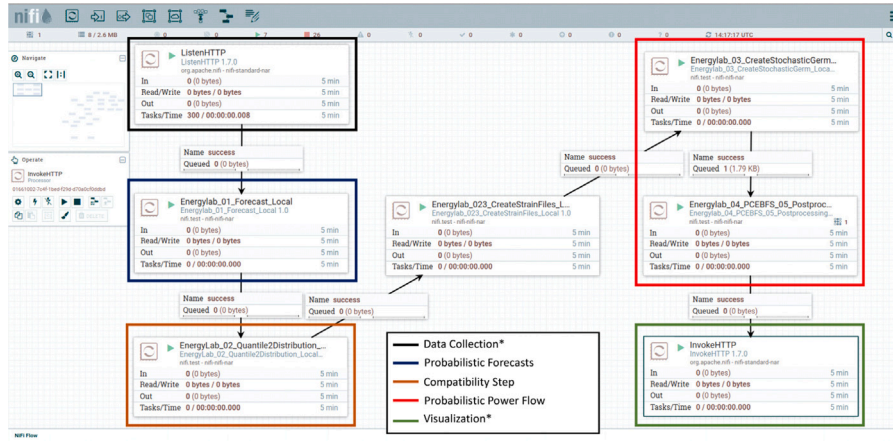 nifi
1
8 / 2.6 MB
0
0
7
26
0
0
0
0
0
0
? 0
14:17:17 UTC
Navigate
Operate
InvokeHTTP
Processor
ListenHTTP
ListenHTTP 1.7.0
org.apache.nifi - nifi-standard-nar
In 0 (0 bytes) 5 min
Read/Write 0 bytes / 0 bytes 5 min
Out 0 (0 bytes) 5 min
Tasks/Time 300 / 00:00:00.008 5 min
Name success
Queued 0 (0 bytes)
Energylab_01_Forecast_Local
Energylab_01_Forecast_Local 1.0
nifi.test - nifi-nifi-nar
In 0 (0 bytes) 5 min
Read/Write 0 bytes / 0 bytes 5 min
Out 0 (0 bytes) 5 min
Tasks/Time 0 / 00:00:00.000 5 min
Name success
Queued 0 (0 bytes)
EnergyLab_02_Quantile2Distribution_...
EnergyLab_02_Quantile2Distribution_Local...
nifi.test - nifi-nifi-nar
In 0 (0 bytes) 5 min
Read/Write 0 bytes / 0 bytes 5 min
Out 0 (0 bytes) 5 min
Tasks/Time 0 / 00:00:00.000 5 min
Name success
Queued 0 (0 bytes)
Energylab_023_CreateStrainFiles_L...
Energylab_023_CreateStrainFiles_Local 1.0
nifi.test - nifi-nifi-nar
In 0 (0 bytes) 5 min
Read/Write 0 bytes / 0 bytes 5 min
Out 0 (0 bytes) 5 min
Tasks/Time 0 / 00:00:00.000 5 min
Name success
Queued 0 (0 bytes)
Energylab_03_CreateStochasticGerm...
Energylab_03_CreateStochasticGerm_Loca...
nifi.test - nifi-nifi-nar
In 0 (0 bytes) 5 min
Read/Write 0 bytes / 0 bytes 5 min
Out 0 (0 bytes) 5 min
Tasks/Time 0 / 00:00:00.000 5 min
Name success
Queued 1 (1.79 KB)
Energylab_04_PCEBFS_05_Postproc...
Energylab_04_PCEBFS_05_Postprocessing...
nifi.test - nifi-nifi-nar
1
In 0 (0 bytes) 5 min
Read/Write 0 bytes / 0 bytes 5 min
Out 0 (0 bytes) 5 min
Tasks/Time 0 / 00:00:00.000 5 min
Name success
Queued 0 (0 bytes)
InvokeHTTP
InvokeHTTP 1.7.0
org.apache.nifi - nifi-standard-nar
In 0 (0 bytes) 5 min
Read/Write 0 bytes / 0 bytes 5 min
Out 0 (0 bytes) 5 min
Tasks/Time 0 / 00:00:00.000 5 min
Data Collection*
Probabilistic Forecasts
Compatibility Step
Probabilistic Power Flow
Visualization*
NiFi Flow